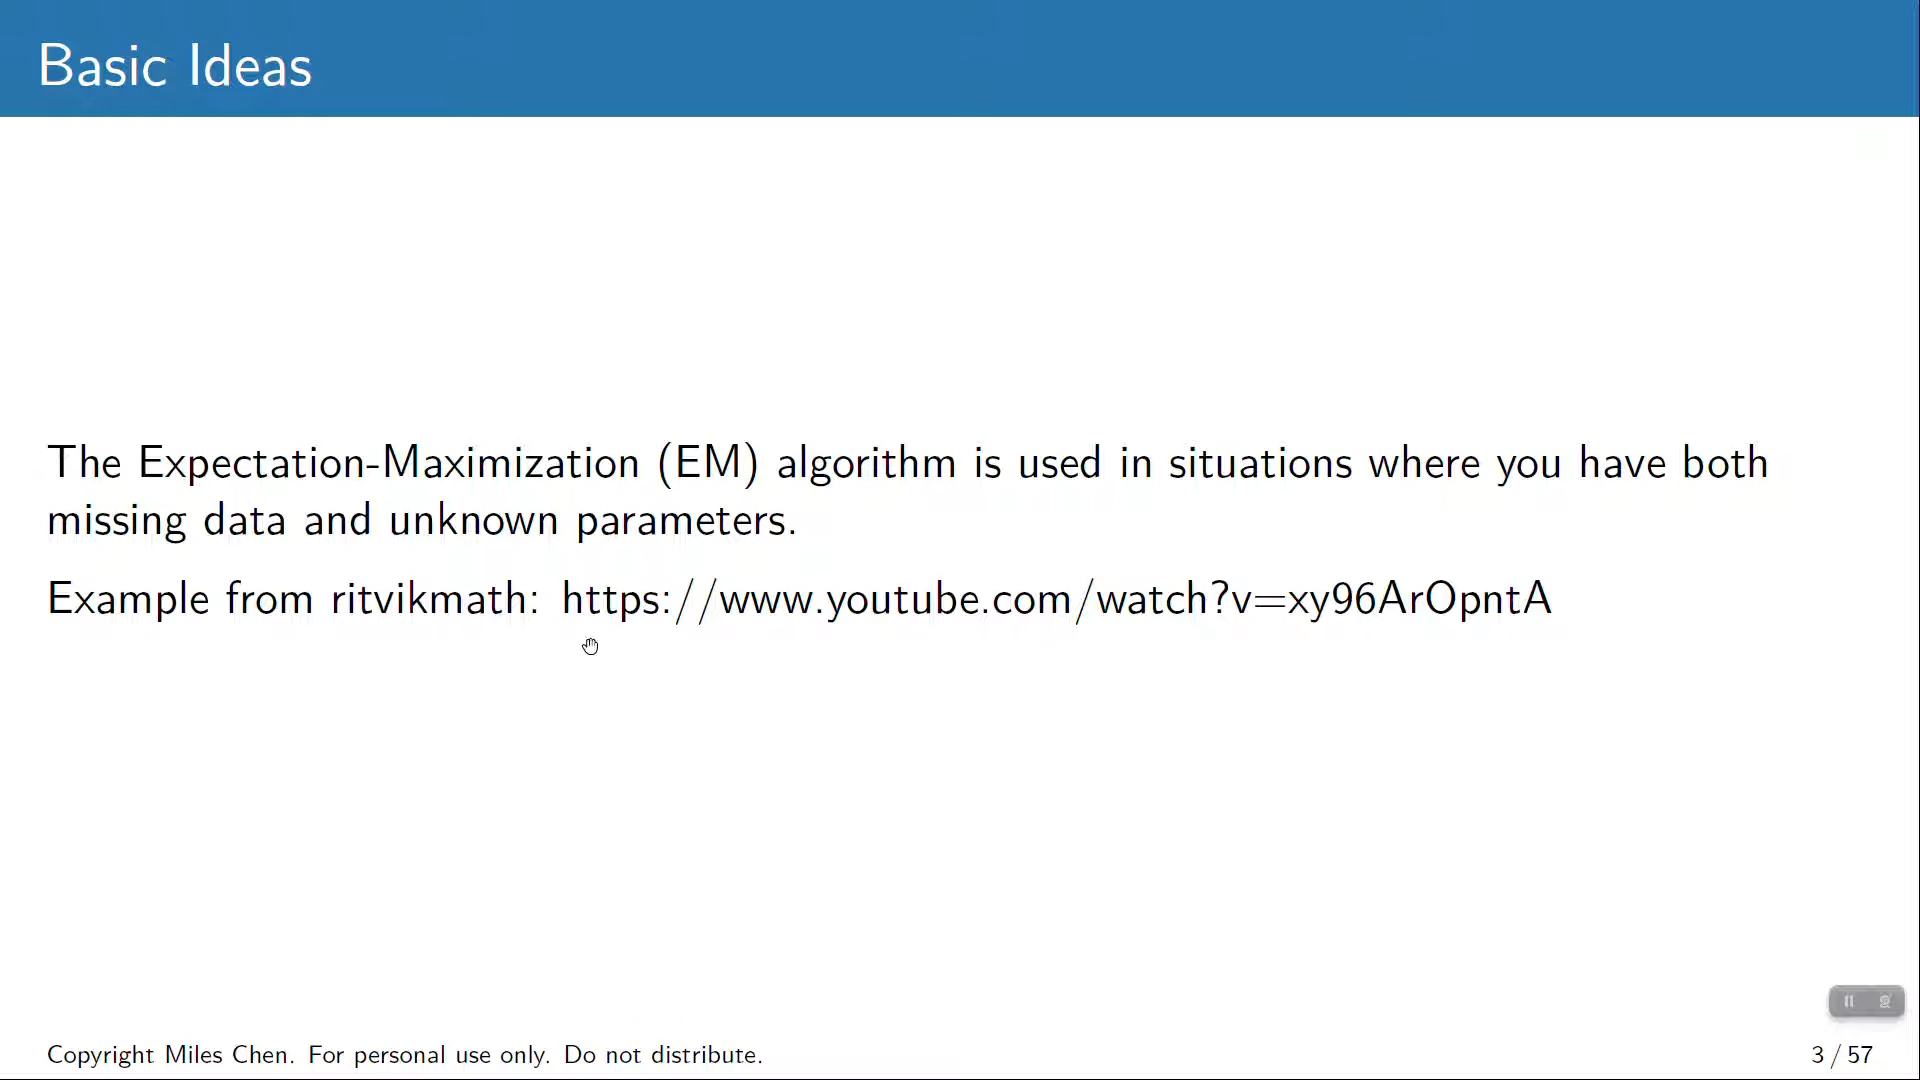 Basic Ideas
The Expectation-Maximization (EM) algorithm is used in situations where you have both
missing data and unknown parameters.
Example from ritvikmath: https://www.youtube.com/watch?v=xy96ArOpntA
Copyright Miles Chen. For personal use only. Do not distribute.
3 / 57